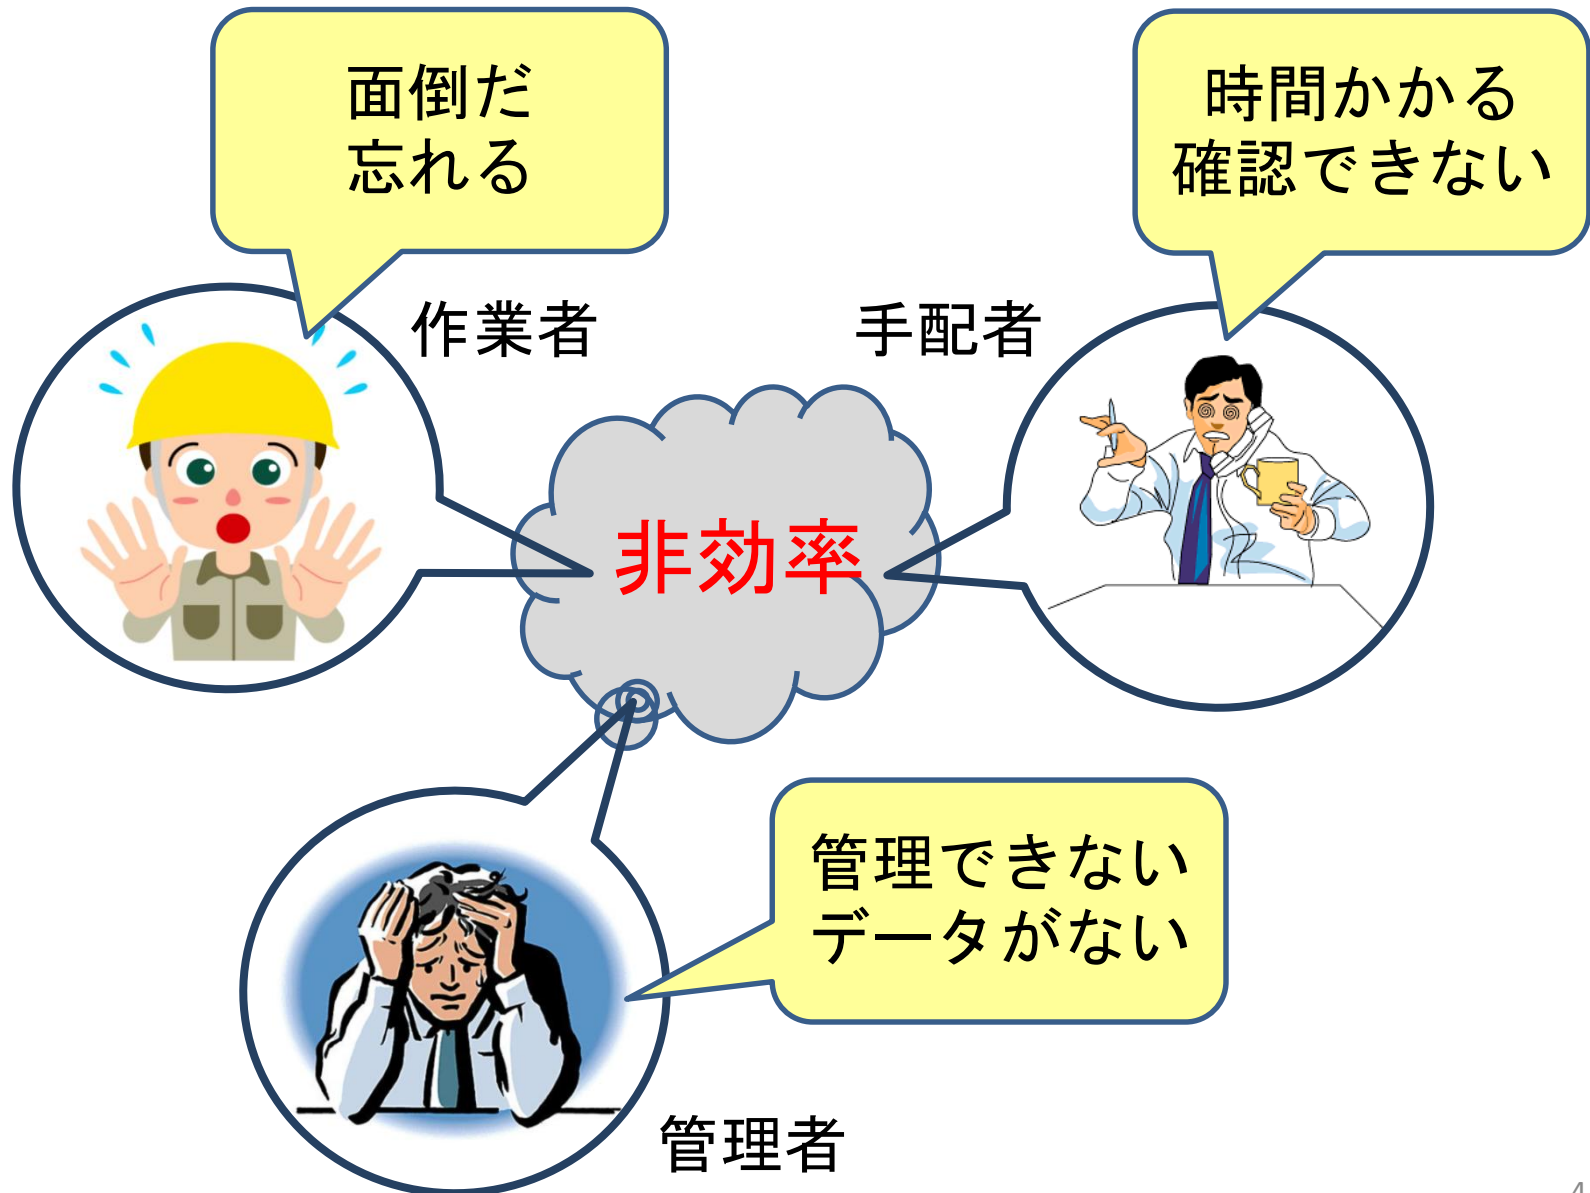 面倒だ
忘れる
時間かかる
確認できない
作業者
手配者
非効率
管理できない
データがない
管理者
4